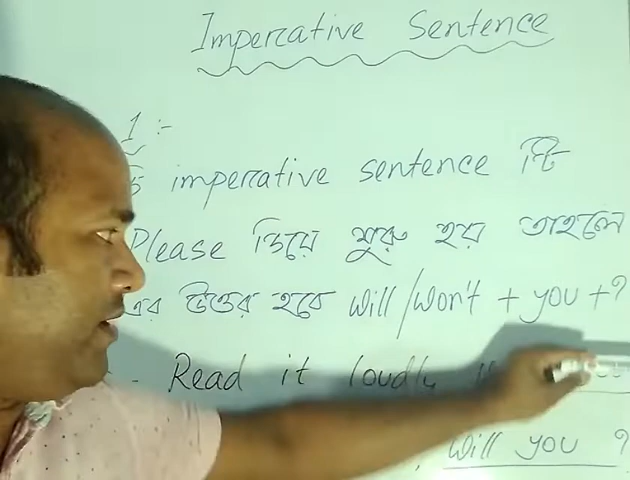 Imperative Sentence
1 :-
imperative sentence টি
Please দিয়ে শুরু হয় তাহলে
এর উত্তর হবে will/won't + you + ?
Read it loudly
will you ?